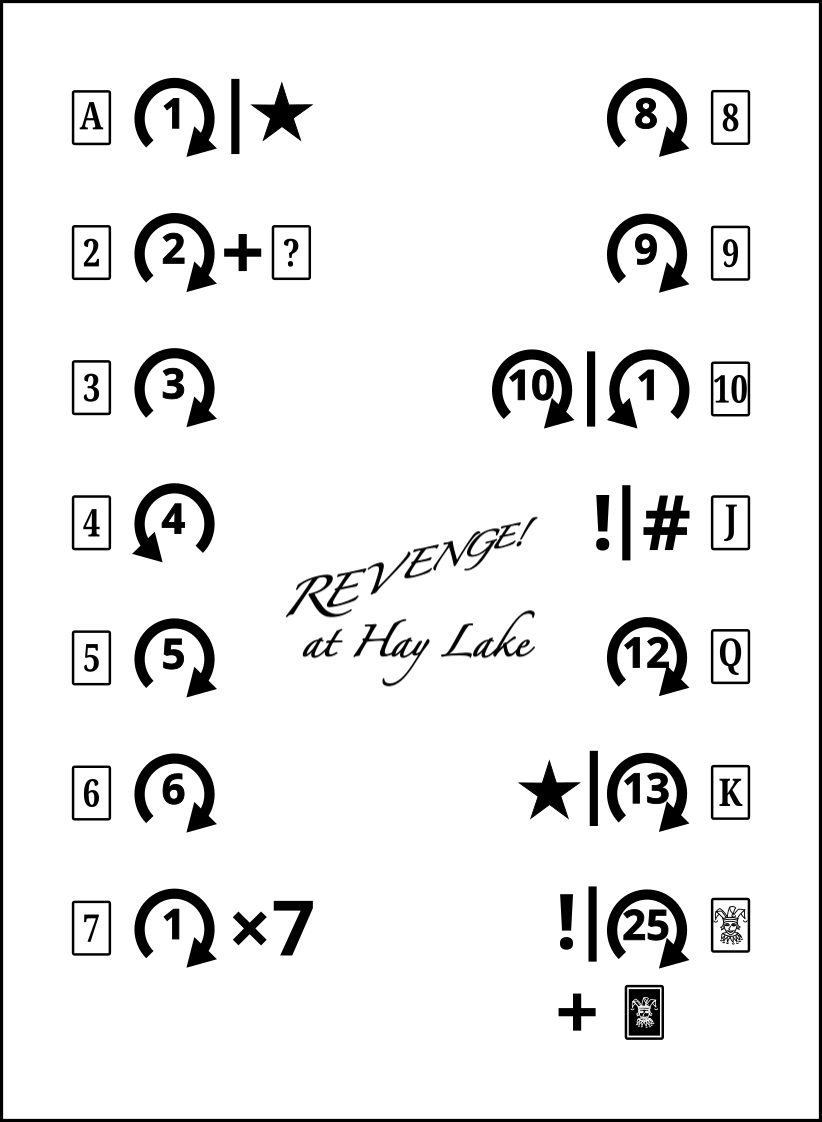 A 1 | ★
8 8
2 2 + ?
9 9
3 3
10 | 1 10
4 4
! | # J
REVENGE!
at Hay Lake
5 5
12 Q
6 6
★ | 13 K
7 1 ×7
! | 25
+